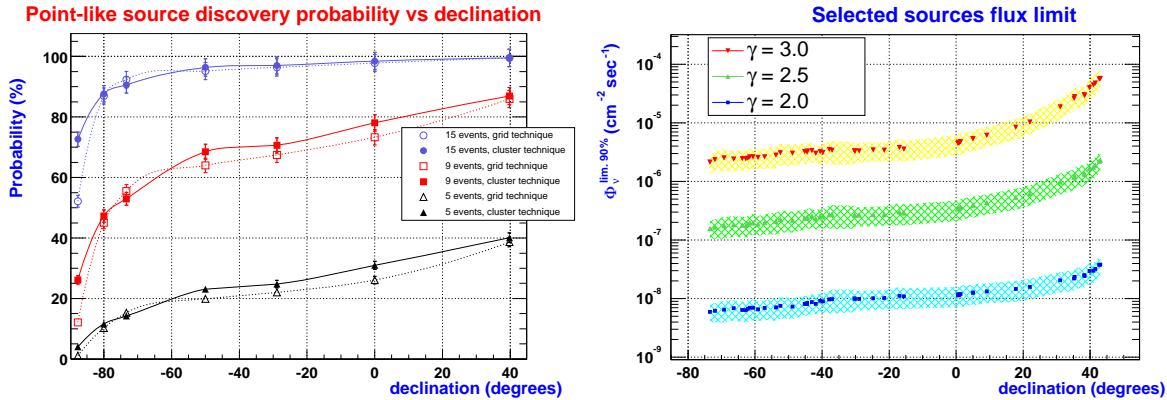 Point-like source discovery probability vs declination
Probability (%)
100
80
60
40
20
0
15 events, grid technique
15 events, cluster technique
9 events, grid technique
9 events, cluster technique
5 events, grid technique
5 events, cluster technique
-80 -60 -40 -20 0 20 40
declination (degrees)
Selected sources flux limit
Φν^lim. 90% (cm⁻² sec⁻¹)
γ = 3.0
γ = 2.5
γ = 2.0
10⁻⁴
10⁻⁵
10⁻⁶
10⁻⁷
10⁻⁸
10⁻⁹
-80 -60 -40 -20 0 20 40
declination (degrees)